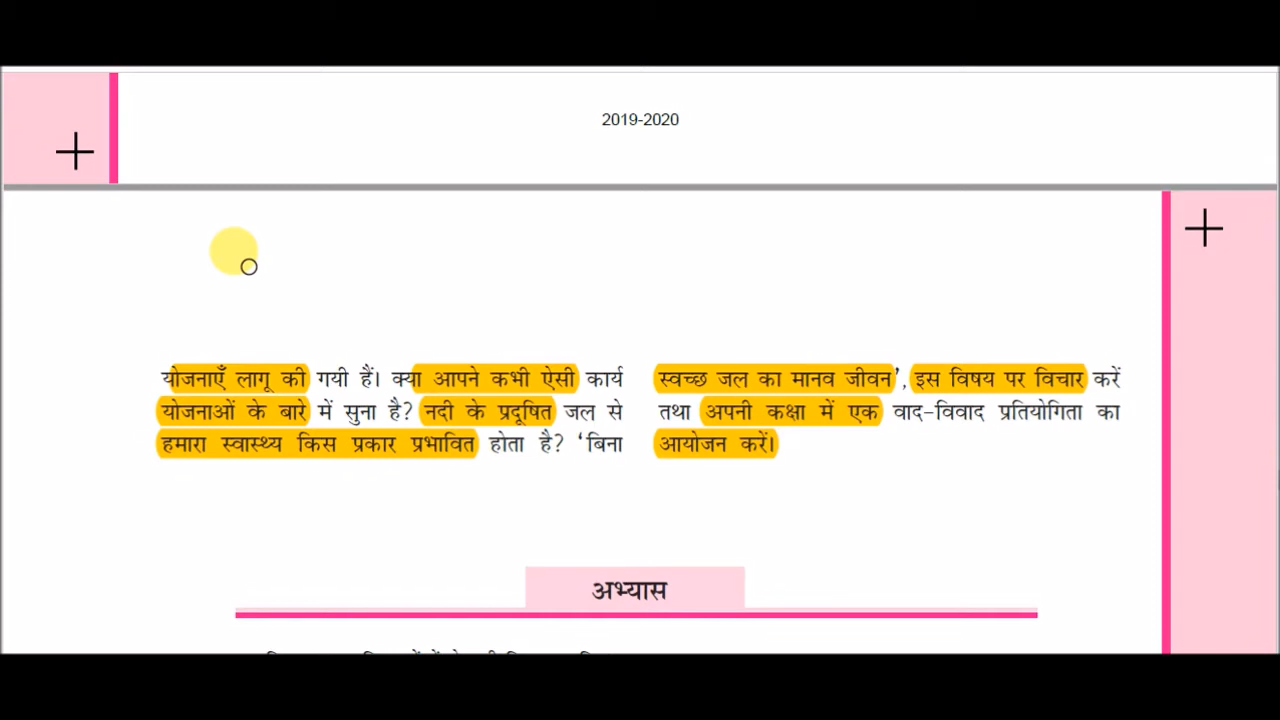 2019-2020
योजनाएँ लागू की गयी हैं। क्या आपने कभी ऐसी कार्य
योजनाओं के बारे में सुना है? नदी के प्रदूषित जल से
हमारा स्वास्थ्य किस प्रकार प्रभावित होता है? ‘बिना
स्वच्छ जल का मानव जीवन’, इस विषय पर विचार करें
तथा अपनी कक्षा में एक वाद-विवाद प्रतियोगिता का
आयोजन करें।
अभ्यास